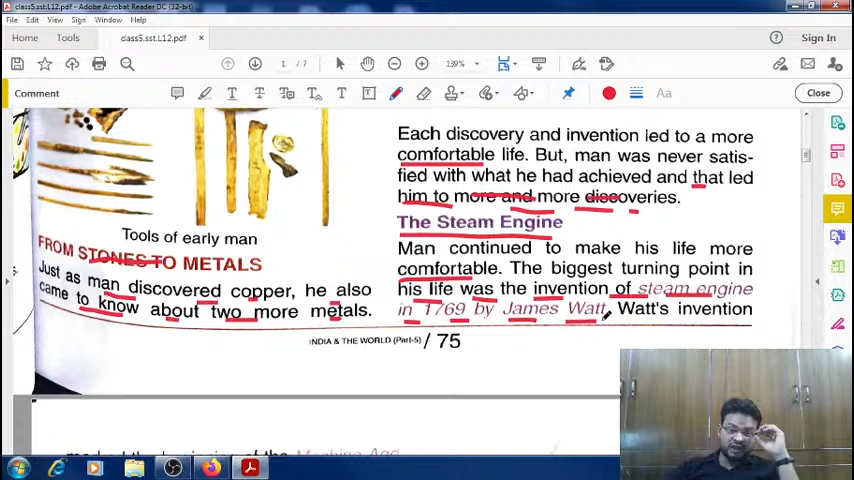 class5.sst.L12.pdf - Adobe Acrobat Reader DC (32-bit)
File Edit View Sign Window Help
Home Tools class5.sst.L12.pdf × Sign In
1 / 7 139%
Comment Aa Close
Tools of early man
FROM STONES TO METALS
Just as man discovered copper, he also
came to know about two more metals.
Each discovery and invention led to a more
comfortable life. But, man was never satis-
fied with what he had achieved and that led
him to more and more discoveries.
The Steam Engine
Man continued to make his life more
comfortable. The biggest turning point in
his life was the invention of steam engine
in 1769 by James Watt. Watt's invention
INDIA & THE WORLD (Part-5) / 75
Machine Age